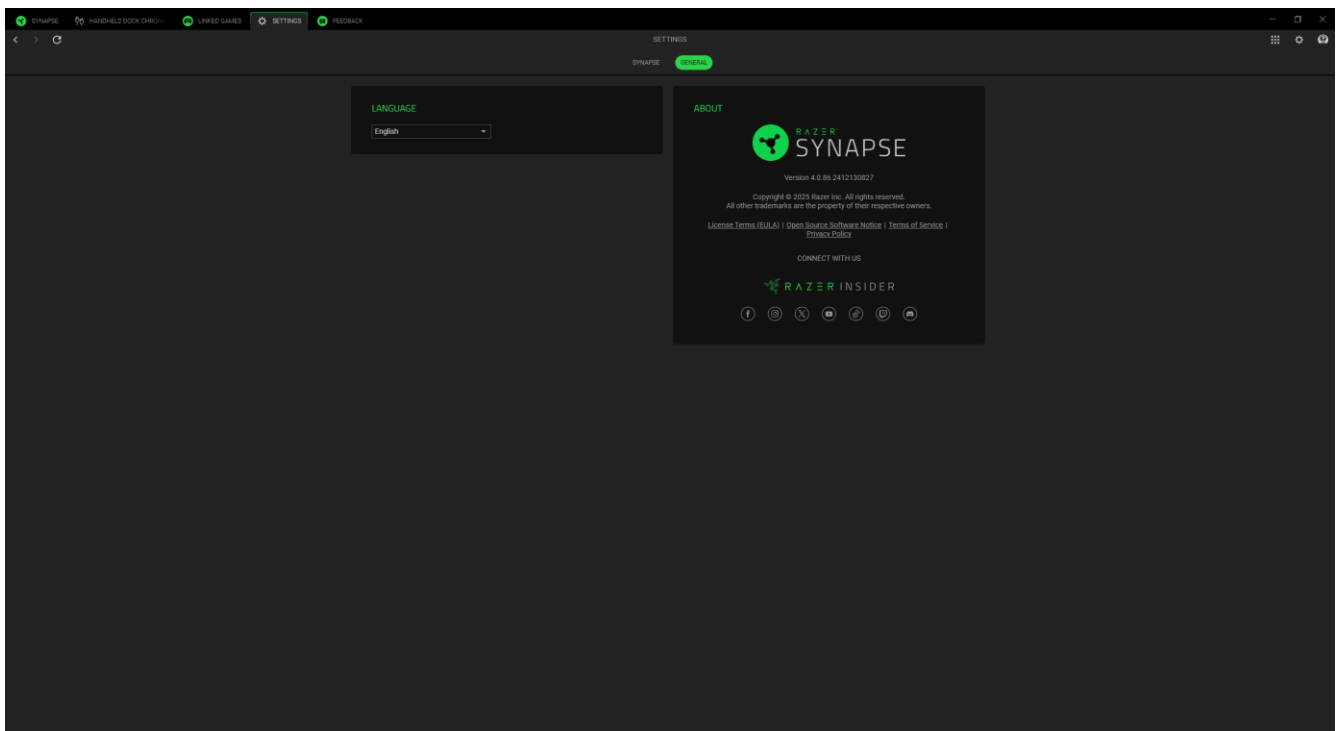 SYNAPSE HANDHELD DOCK CHROMA LINKED GAMES SETTINGS FEEDBACK
SETTINGS
SYNAPSE GENERAL
LANGUAGE
English
ABOUT
RAZER
SYNAPSE
Version 4.0.86.2412130827
Copyright © 2025 Razer Inc. All rights reserved.
All other trademarks are the property of their respective owners.
License Terms (EULA) | Open Source Software Notice | Terms of Service |
Privacy Policy
CONNECT WITH US
RAZER INSIDER